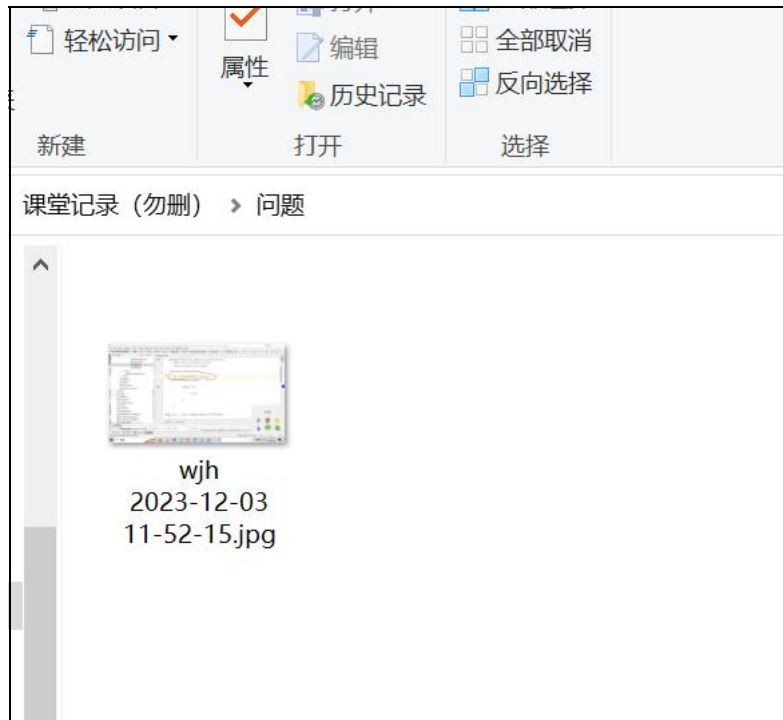 轻松访问
属性
编辑
历史记录
全部取消
反向选择
新建
打开
选择
课堂记录（勿删） > 问题
wjh
2023-12-03
11-52-15.jpg